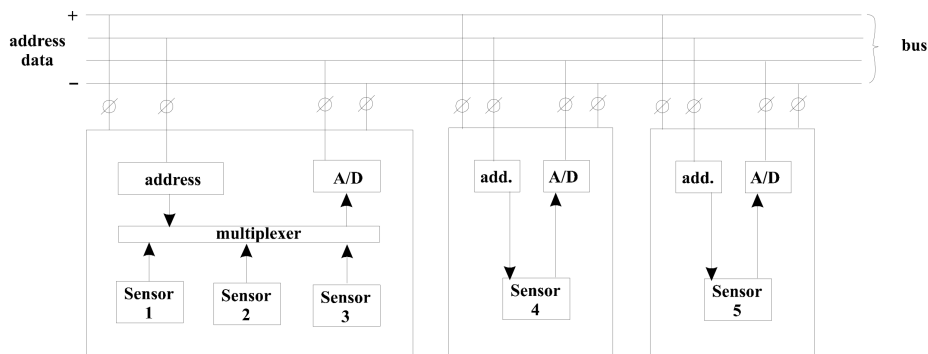 +
address
data
−
bus
address
A/D
multiplexer
Sensor
1
Sensor
2
Sensor
3
add.
A/D
Sensor
4
add.
A/D
Sensor
5